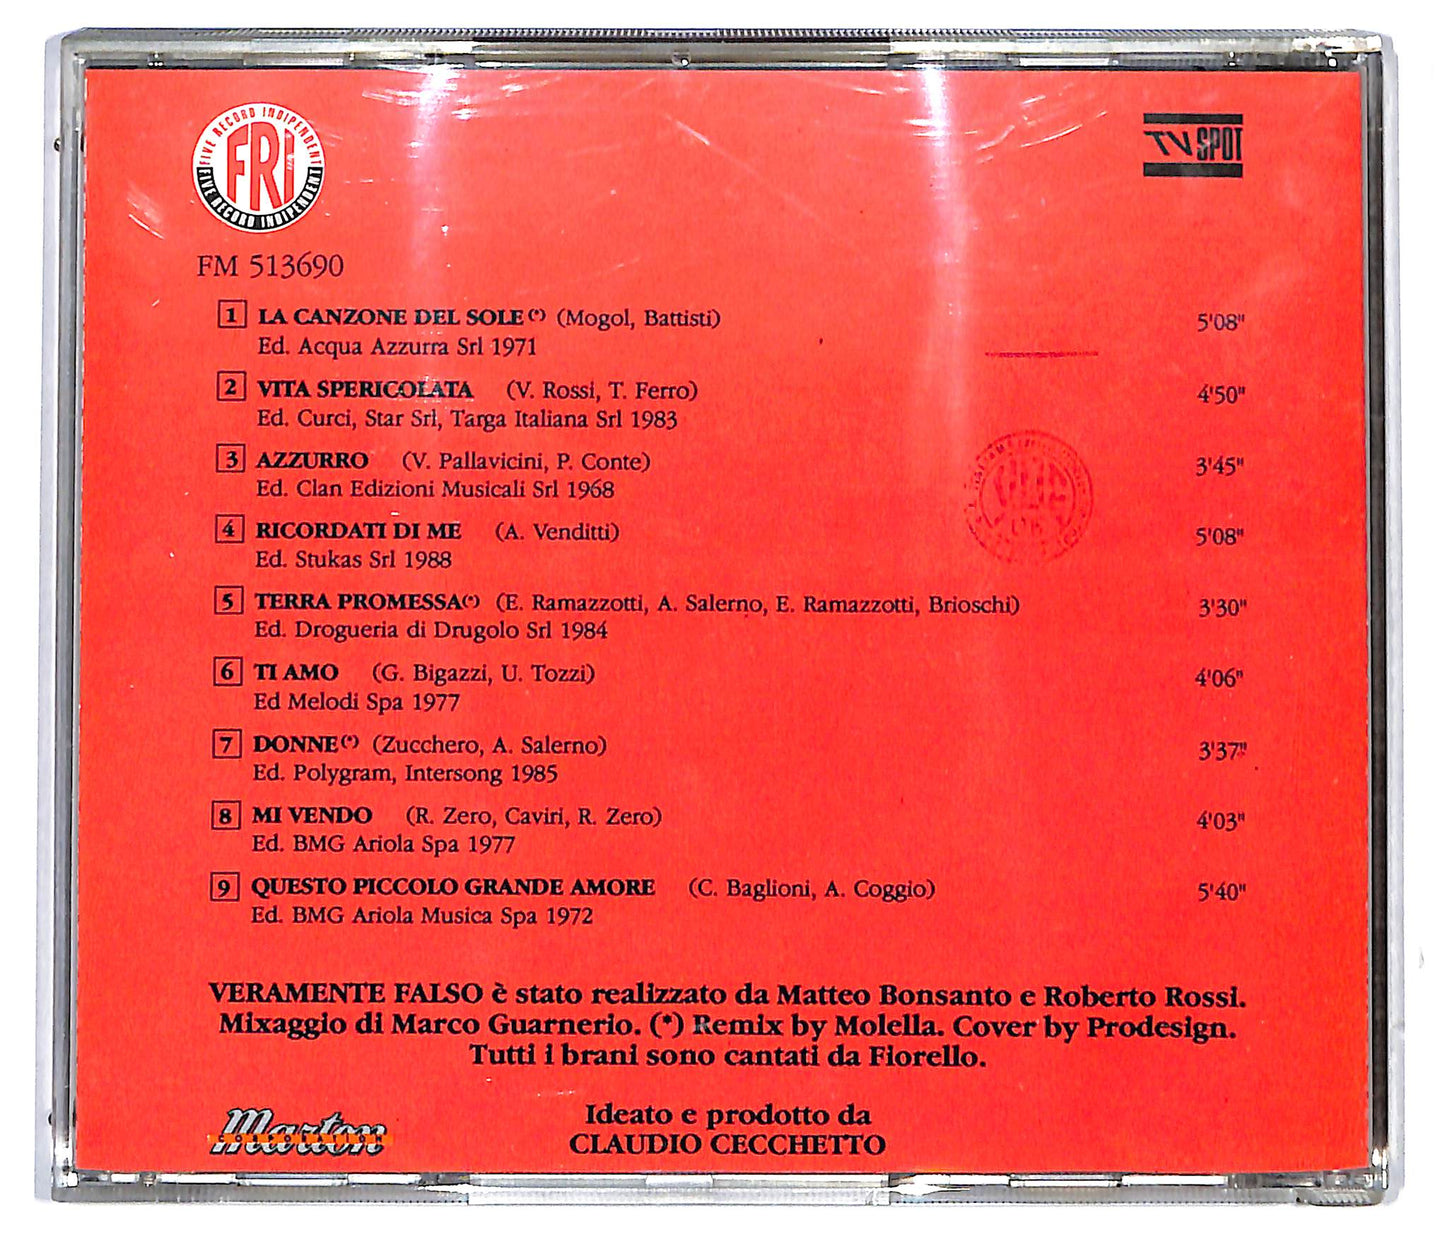 FIVE RECORD INDIPENDENT
FRI
FIVE RECORD INDIPENDENT
TV SPOT
FM 513690
1 LA CANZONE DEL SOLE(*) (Mogol, Battisti) 5'08"
Ed. Acqua Azzurra Srl 1971
2 VITA SPERICOLATA (V. Rossi, T. Ferro) 4'50"
Ed. Curci, Star Srl, Targa Italiana Srl 1983
3 AZZURRO (V. Pallavicini, P. Conte) 3'45"
Ed. Clan Edizioni Musicali Srl 1968
4 RICORDATI DI ME (A. Venditti) 5'08"
Ed. Stukas Srl 1988
5 TERRA PROMESSA(*) (E. Ramazzotti, A. Salerno, E. Ramazzotti, Brioschi) 3'30"
Ed. Drogueria di Drugolo Srl 1984
6 TI AMO (G. Bigazzi, U. Tozzi) 4'06"
Ed Melodi Spa 1977
7 DONNE(*) (Zucchero, A. Salerno) 3'37"
Ed. Polygram, Intersong 1985
8 MI VENDO (R. Zero, Caviri, R. Zero) 4'03"
Ed. BMG Ariola Spa 1977
9 QUESTO PICCOLO GRANDE AMORE (C. Baglioni, A. Coggio) 5'40"
Ed. BMG Ariola Musica Spa 1972
VERAMENTE FALSO è stato realizzato da Matteo Bonsanto e Roberto Rossi.
Mixaggio di Marco Guarnerio. (*) Remix by Molella. Cover by Prodesign.
Tutti i brani sono cantati da Fiorello.
Marton
CORPORATION
Ideato e prodotto da
CLAUDIO CECCHETTO